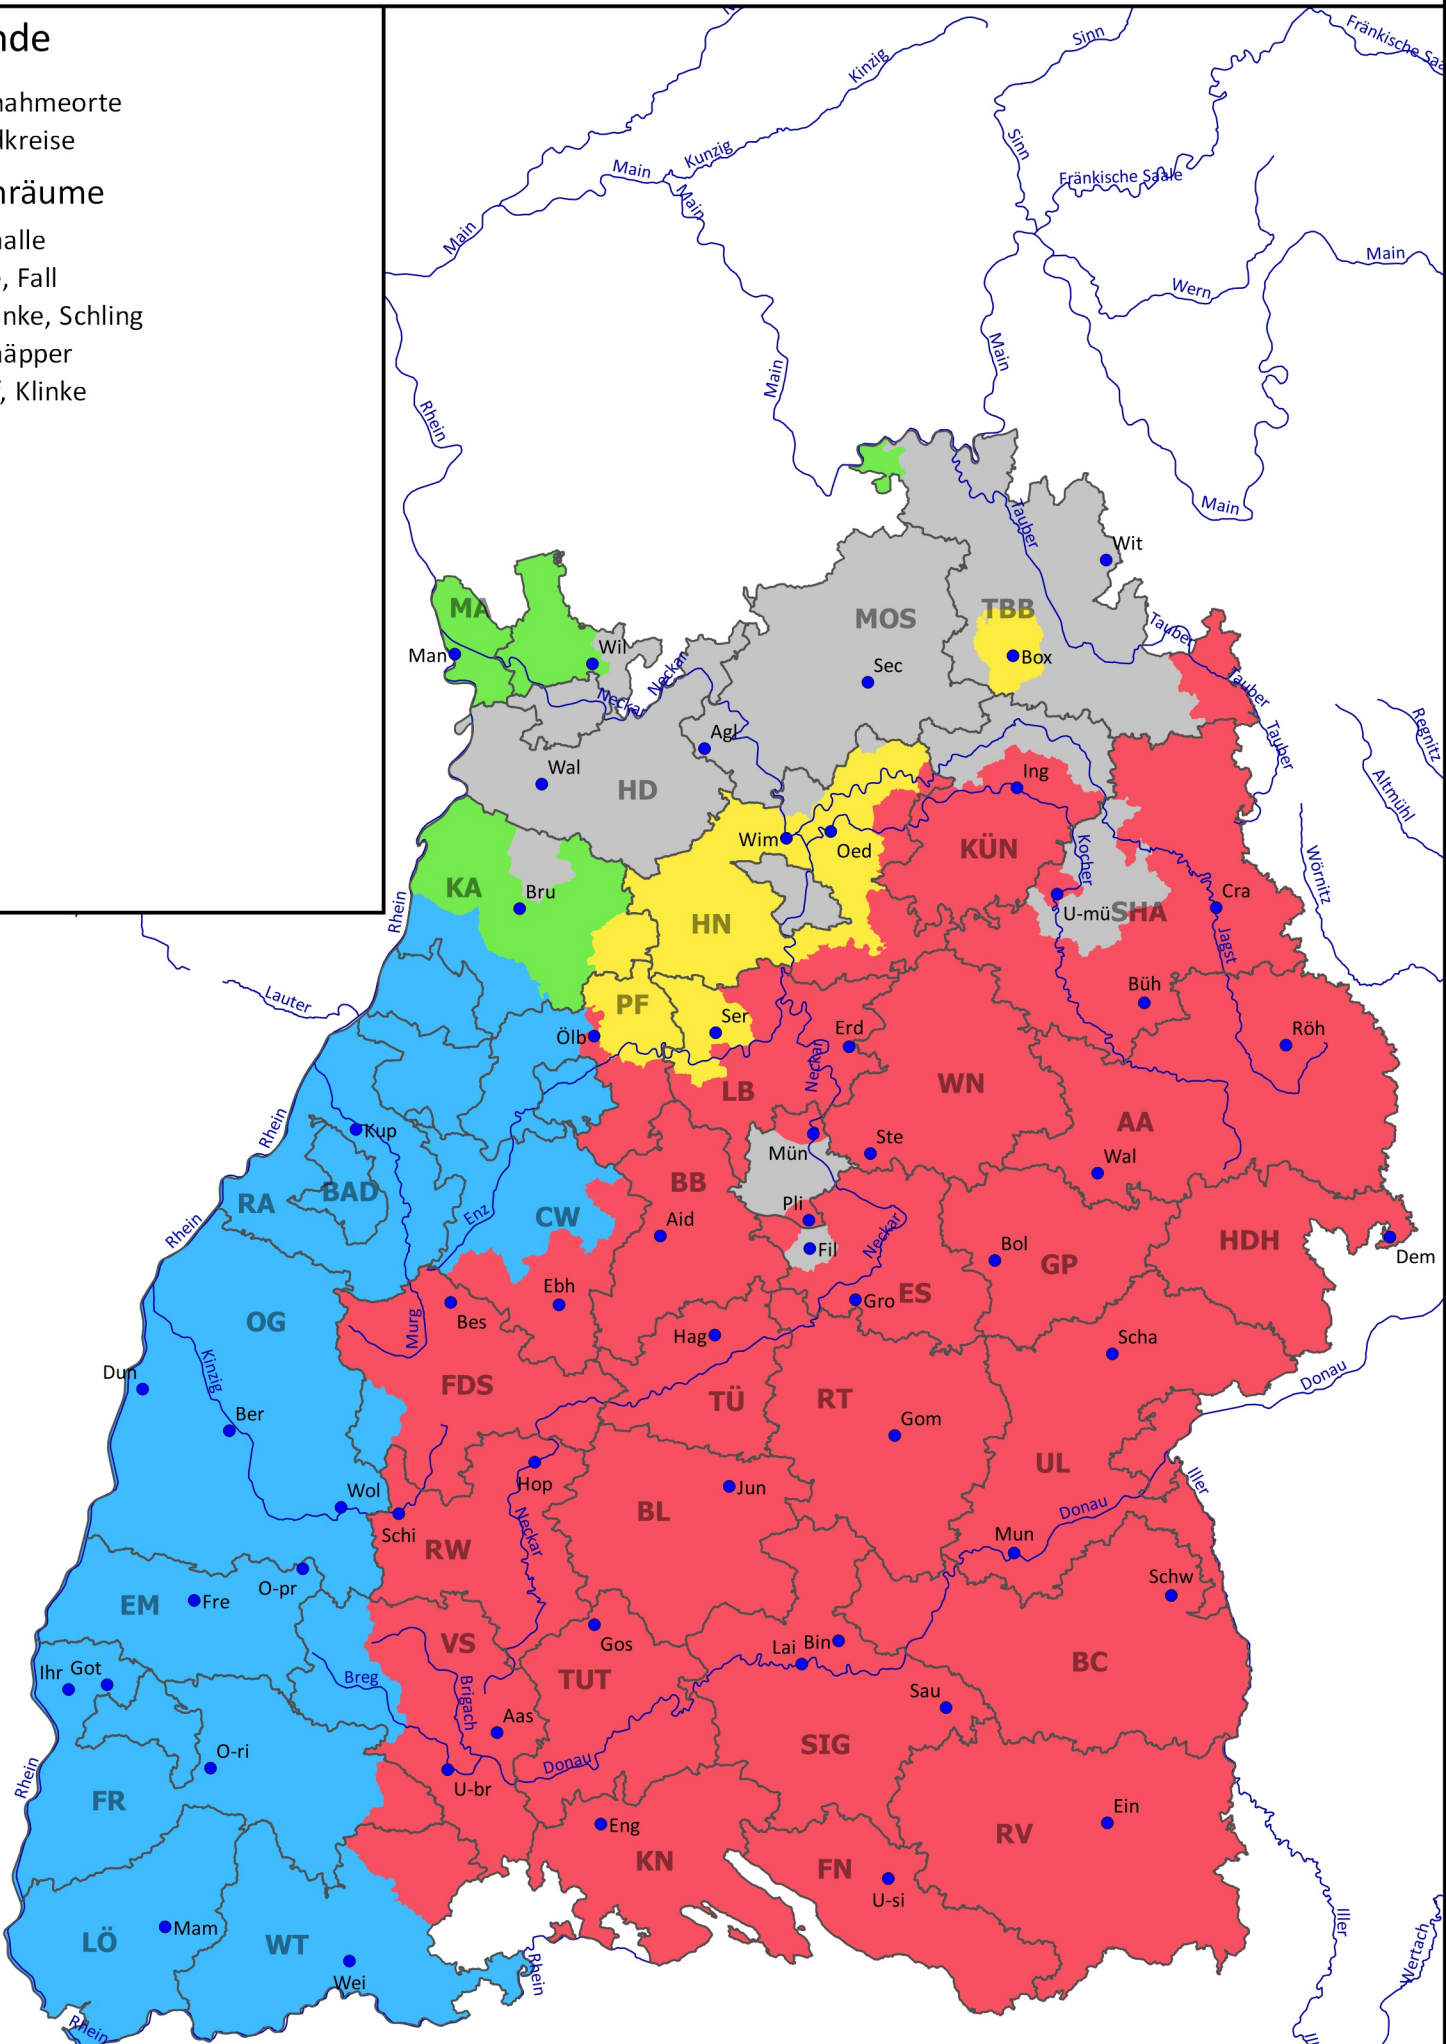 nde
nahmeorte
dkreise
nräume
nalle
e, Fall
inke, Schling
näpper
f, Klinke
Kinzig
Sinn
Fränkische Saa
Kunzig
Main
Sinn
Fränkische Saale
Main
Main
Main
Wern
Main
Main
Rhein
Main
Tauber
Wit
MA
MOS
TBB
Tauber
Man
Wil
Neckar
Sec
Box
Neckar
Tauber
Agl
Tauber
Regnitz
Wal
HD
Ing
Altmühl
Wim
Oed
KÜN
Kocher
Wörnitz
KA
Bru
Rhein
HN
U-mü
SHA
Cra
Jagst
Lauter
PF
Ser
Büh
Ölb
Erd
Röh
Neckar
LB
WN
Rhein
Kup
AA
Mün
Ste
Wal
RA
BAD
BB
Enz
CW
Pli
Aid
Rhein
Neckar
Fil
Bol
GP
HDH
Dem
Ebh
Gro
ES
OG
Murg
Bes
Hag
Scha
Dun
Kinzig
FDS
TÜ
RT
Donau
Ber
Gom
UL
Iller
Wol
Hop
Jun
Schi
BL
Donau
Neckar
RW
Mun
O-pr
Schw
EM
Fre
VS
Gos
Lai
Bin
BC
Ihr
Got
Breg
TUT
Brigach
Sau
Aas
O-ri
SIG
Rhein
Donau
U-br
FR
Eng
Ein
RV
KN
FN
U-si
LÖ
Mam
WT
Iller
Wertach
Wei
Rhein
Rhein